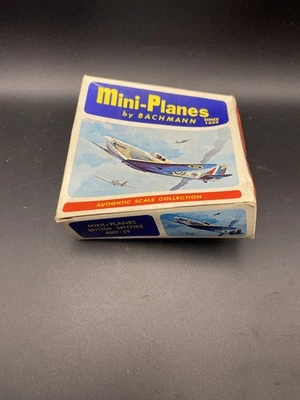 Mini-Planes
by BACHMANN SINCE
1833
AUTHENTIC SCALE COLLECTION
MINI-PLANES
BRITISH SPITFIRE